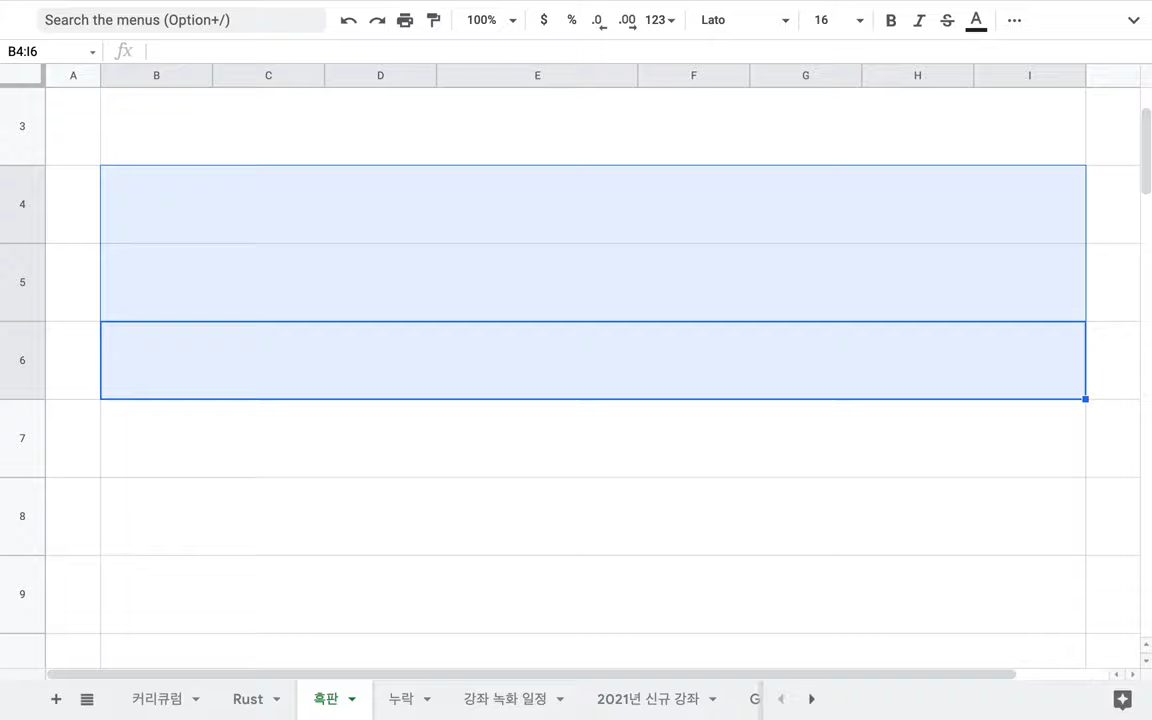 Search the menus (Option+/) 100% $ % .0 .00 123 Lato 16 B I S A
B4:I6 fx
A B C D E F G H I
3
4
5
6
7
8
9
커리큐럼 Rust 흑판 누락 강좌 녹화 일정 2021년 신규 강좌 G